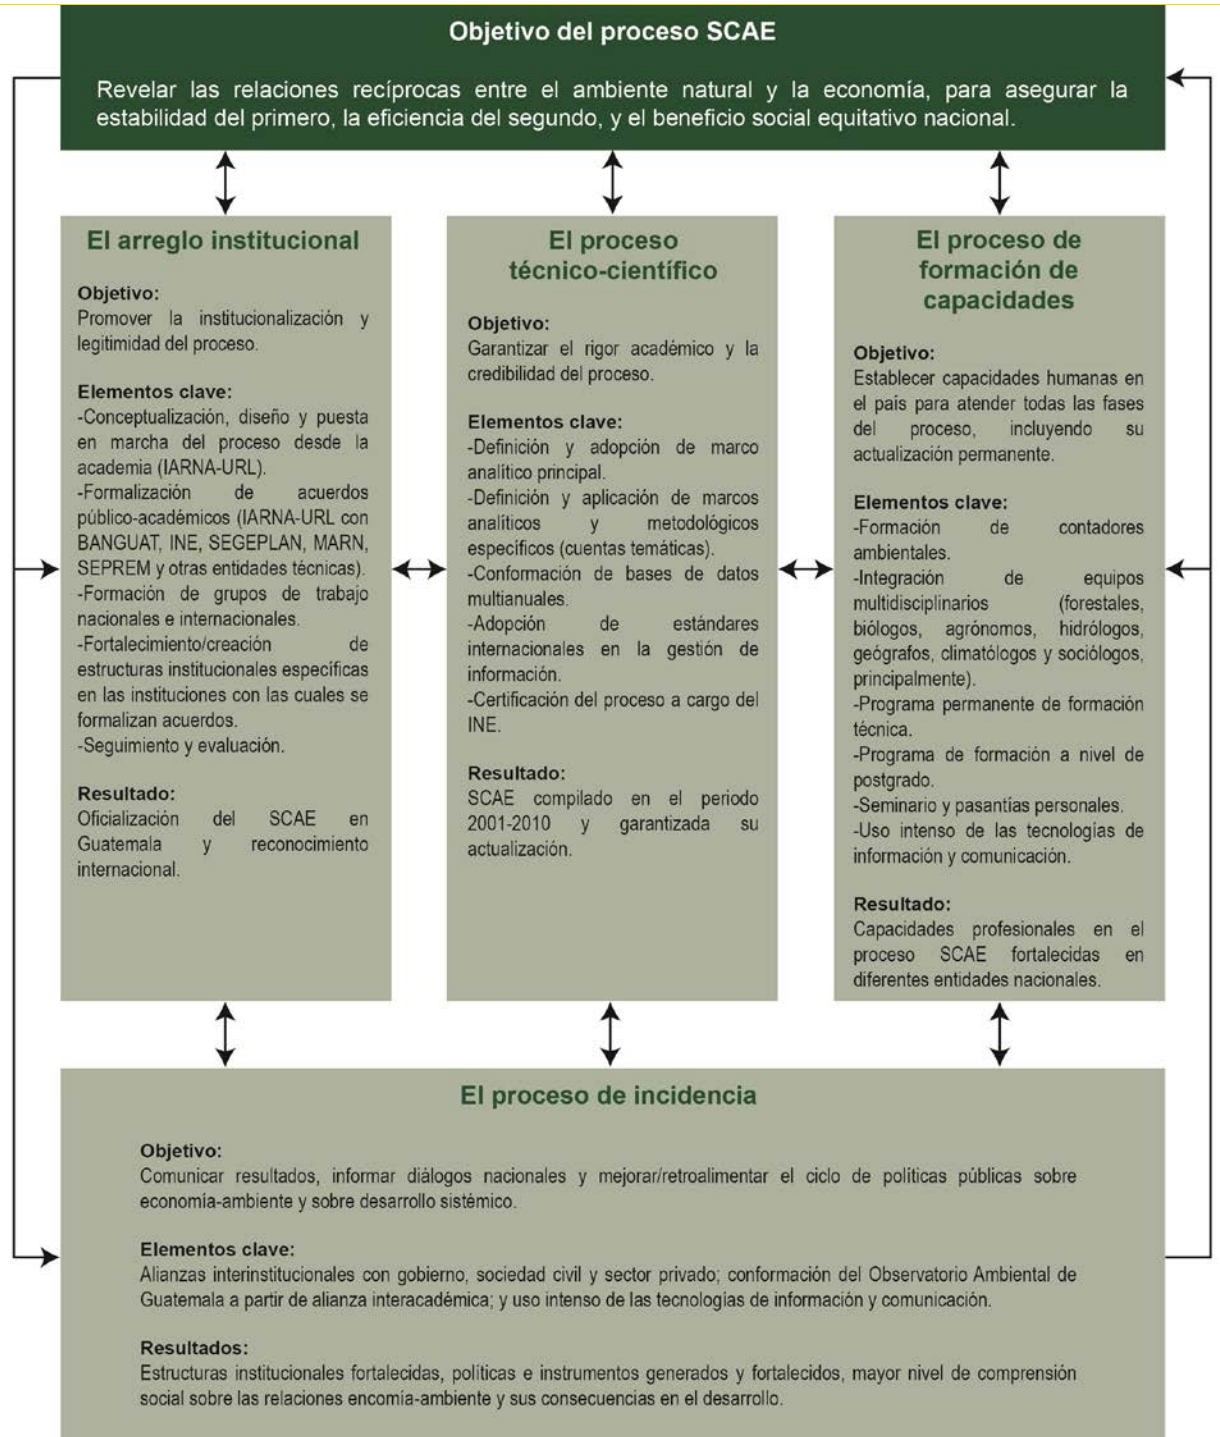 Objetivo del proceso SCAE
Revelar las relaciones recíprocas entre el ambiente natural y la economía, para asegurar la
estabilidad del primero, la eficiencia del segundo, y el beneficio social equitativo nacional.
El arreglo institucional
Objetivo:
Promover la institucionalización y
legitimidad del proceso.
Elementos clave:
-Conceptualización, diseño y puesta
en marcha del proceso desde la
academia (IARNA-URL).
-Formalización de acuerdos
público-académicos (IARNA-URL con
BANGUAT, INE, SEGEPLAN, MARN,
SEPREM y otras entidades técnicas).
-Formación de grupos de trabajo
nacionales e internacionales.
-Fortalecimiento/creación de
estructuras institucionales específicas
en las instituciones con las cuales se
formalizan acuerdos.
-Seguimiento y evaluación.
Resultado:
Oficialización del SCAE en
Guatemala y reconocimiento
internacional.
El proceso
técnico-científico
Objetivo:
Garantizar el rigor académico y la
credibilidad del proceso.
Elementos clave:
-Definición y adopción de marco
analítico principal.
-Definición y aplicación de marcos
analíticos y metodológicos
específicos (cuentas temáticas).
-Conformación de bases de datos
multianuales.
-Adopción de estándares
internacionales en la gestión de
información.
-Certificación del proceso a cargo del
INE.
Resultado:
SCAE compilado en el periodo
2001-2010 y garantizada su
actualización.
El proceso de
formación de
capacidades
Objetivo:
Establecer capacidades humanas en
el país para atender todas las fases
del proceso, incluyendo su
actualización permanente.
Elementos clave:
-Formación de contadores
ambientales.
-Integración de equipos
multidisciplinarios (forestales,
biólogos, agrónomos, hidrólogos,
geógrafos, climatólogos y sociólogos,
principalmente).
-Programa permanente de formación
técnica.
-Programa de formación a nivel de
postgrado.
-Seminario y pasantías personales.
-Uso intenso de las tecnologías de
información y comunicación.
Resultado:
Capacidades profesionales en el
proceso SCAE fortalecidas en
diferentes entidades nacionales.
El proceso de incidencia
Objetivo:
Comunicar resultados, informar diálogos nacionales y mejorar/retroalimentar el ciclo de políticas públicas sobre
economía-ambiente y sobre desarrollo sistémico.
Elementos clave:
Alianzas interinstitucionales con gobierno, sociedad civil y sector privado; conformación del Observatorio Ambiental de
Guatemala a partir de alianza interacadémica; y uso intenso de las tecnologías de información y comunicación.
Resultados:
Estructuras institucionales fortalecidas, políticas e instrumentos generados y fortalecidos, mayor nivel de comprensión
social sobre las relaciones encomía-ambiente y sus consecuencias en el desarrollo.